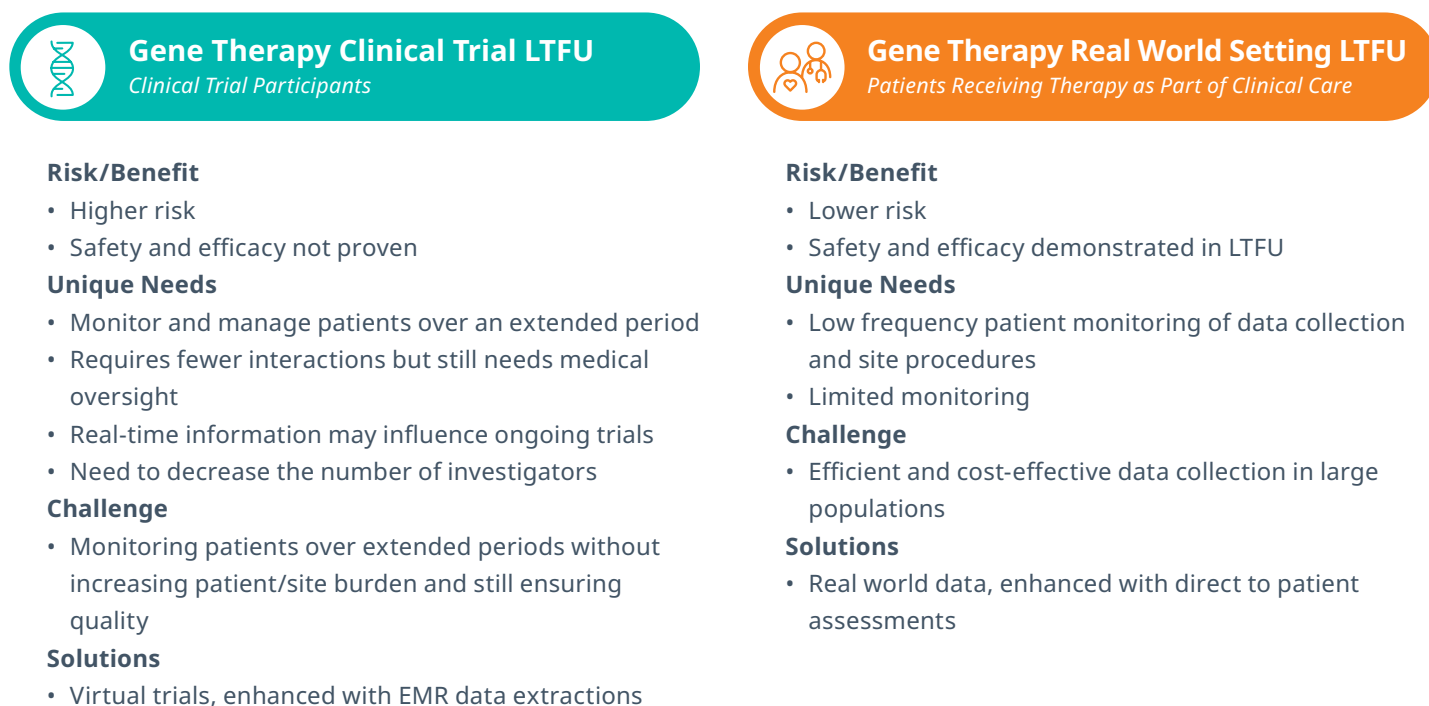 Gene Therapy Clinical Trial LTFU
Clinical Trial Participants
Risk/Benefit
• Higher risk
• Safety and efficacy not proven
Unique Needs
• Monitor and manage patients over an extended period
• Requires fewer interactions but still needs medical
oversight
• Real-time information may influence ongoing trials
• Need to decrease the number of investigators
Challenge
• Monitoring patients over extended periods without
increasing patient/site burden and still ensuring
quality
Solutions
• Virtual trials, enhanced with EMR data extractions
Gene Therapy Real World Setting LTFU
Patients Receiving Therapy as Part of Clinical Care
Risk/Benefit
• Lower risk
• Safety and efficacy demonstrated in LTFU
Unique Needs
• Low frequency patient monitoring of data collection
and site procedures
• Limited monitoring
Challenge
• Efficient and cost-effective data collection in large
populations
Solutions
• Real world data, enhanced with direct to patient
assessments